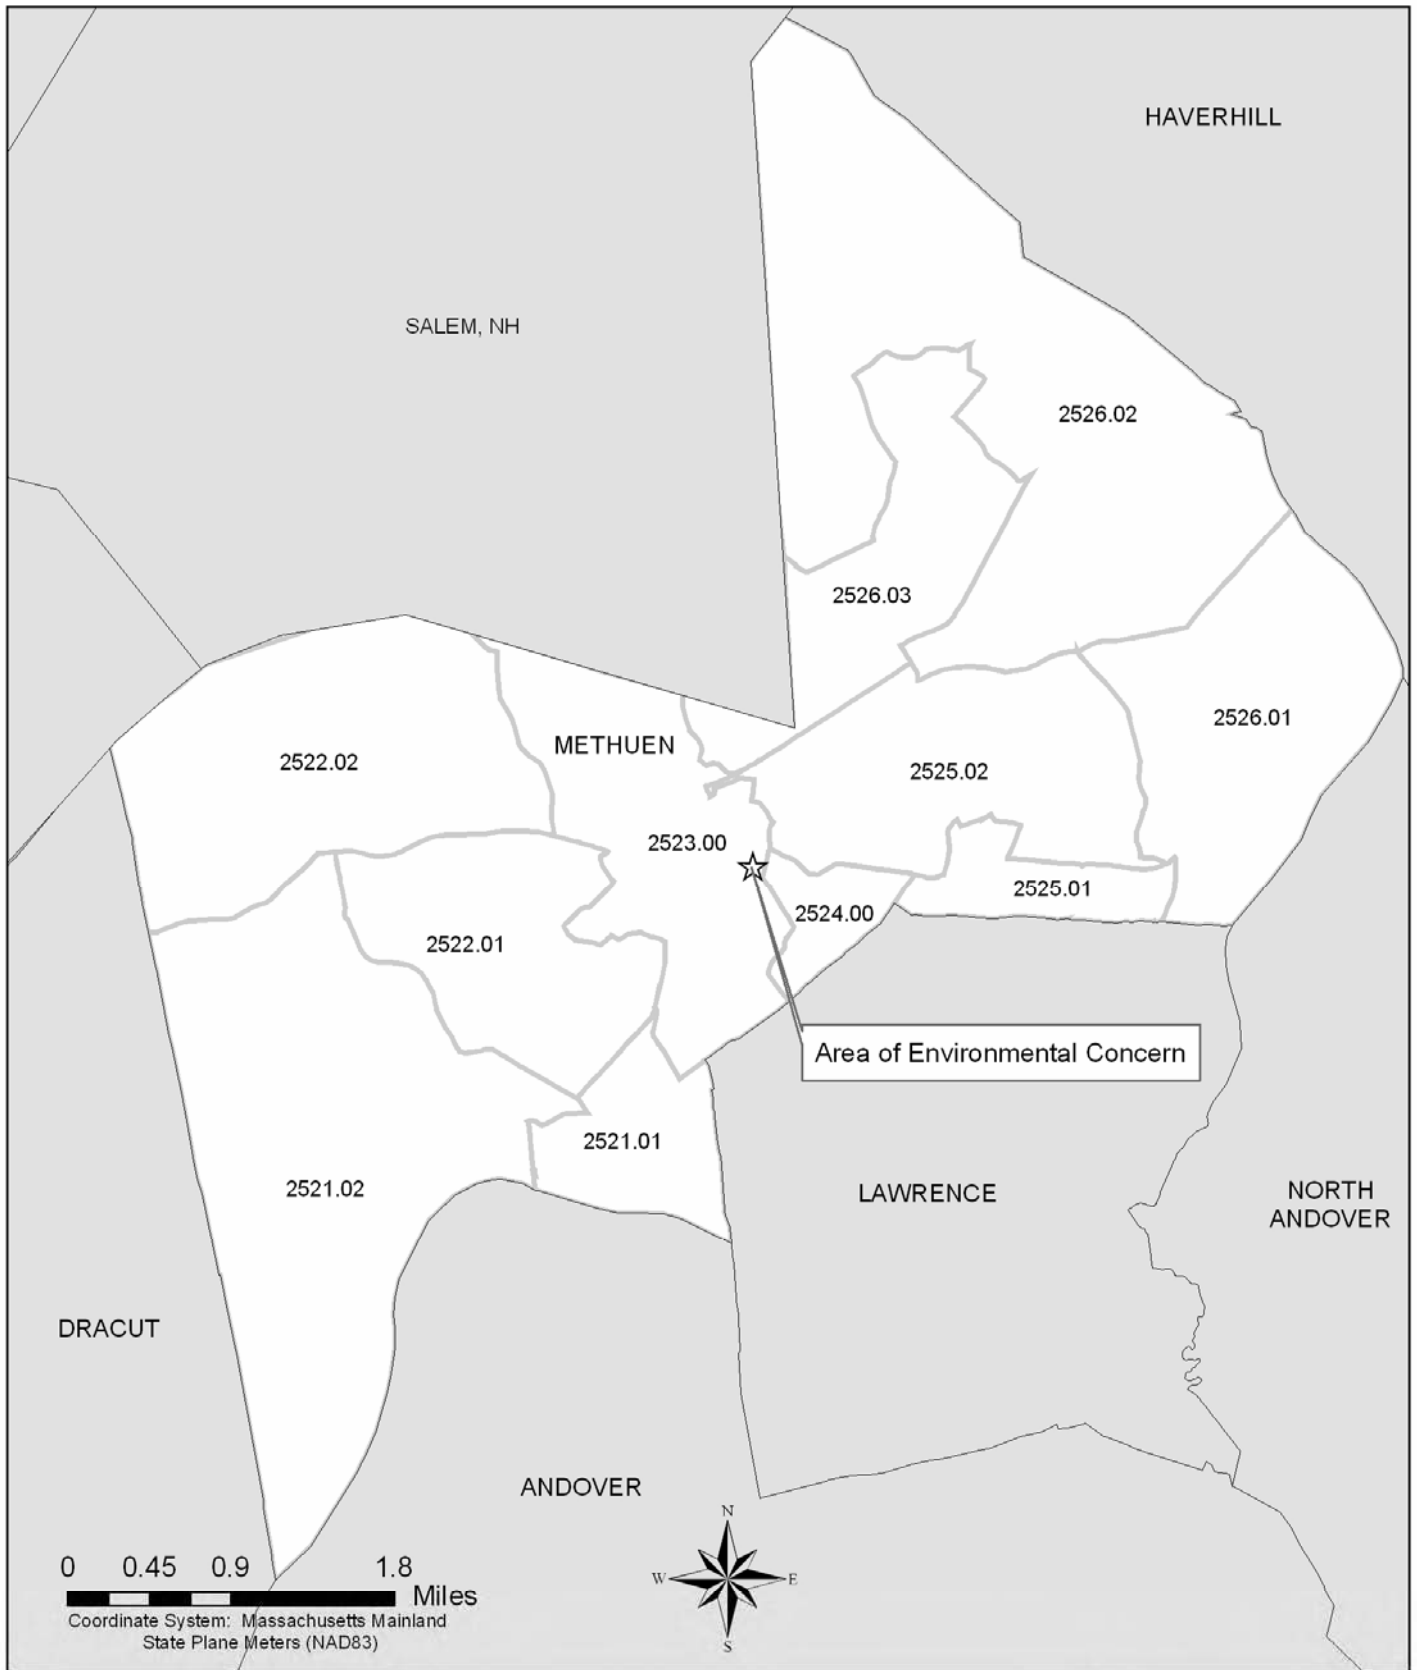 HAVERHILL
SALEM, NH
2526.02
2526.03
2526.01
METHUEN
2522.02
2525.02
2523.00
2525.01
2524.00
2522.01
Area of Environmental Concern
2521.01
2521.02
LAWRENCE
NORTH
ANDOVER
DRACUT
ANDOVER
N
W
E
S
0 0.45 0.9 1.8
Miles
Coordinate System: Massachusetts Mainland
State Plane Meters (NAD83)